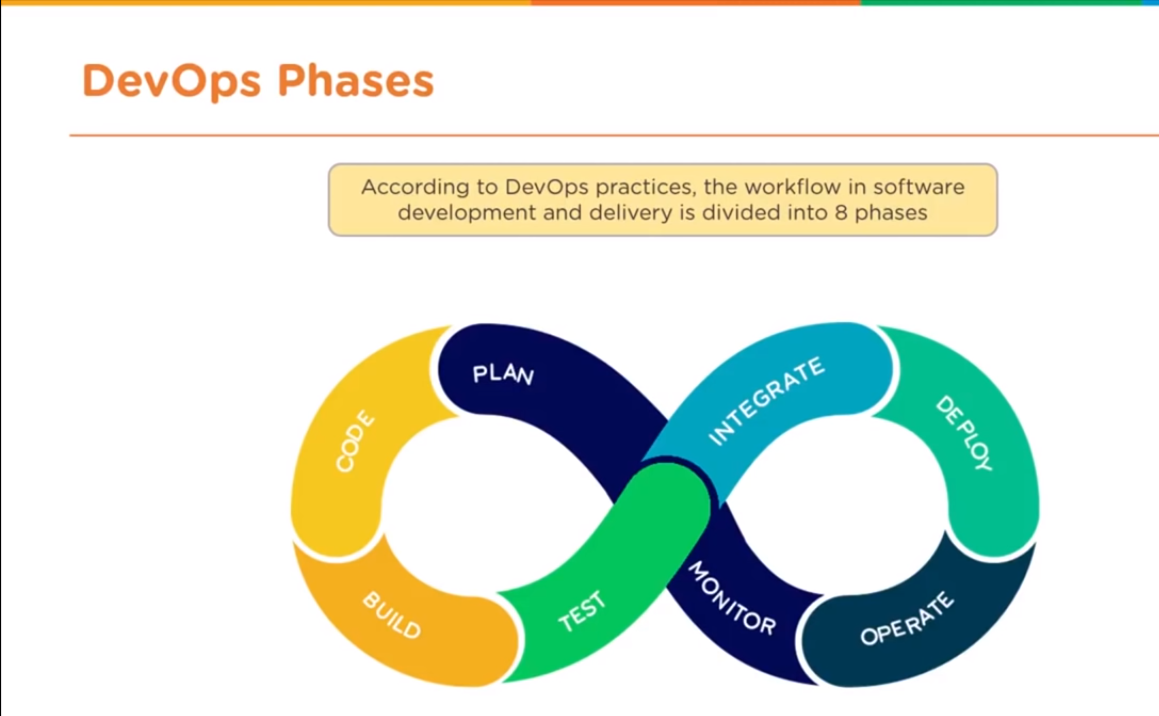 DevOps Phases
According to DevOps practices, the workflow in software
development and delivery is divided into 8 phases
PLAN
CODE
BUILD
TEST
INTEGRATE
DEPLOY
OPERATE
MONITOR